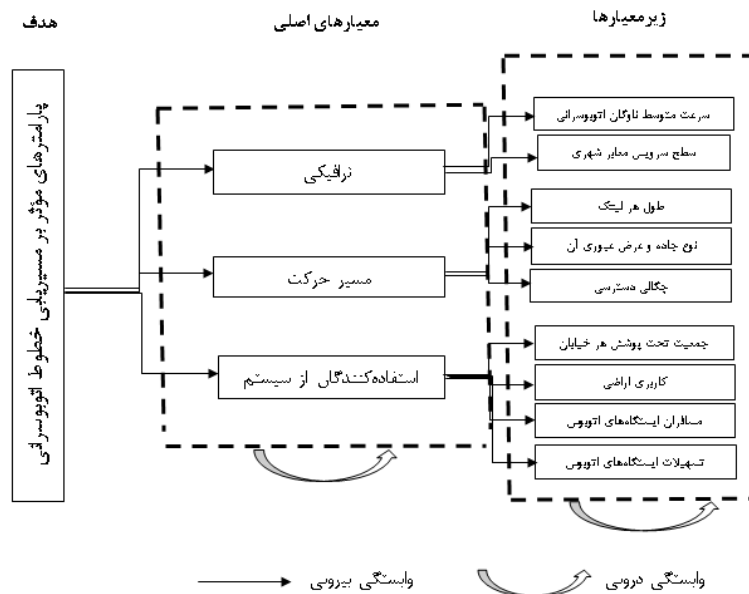 هدف
معیارهای اصلی
زیرمعیارها
پارامترهای مؤثر بر مسیریابی خطوط اتوبوسرانی
ترافیکی
مسیر حرکت
استفاده‌کنندگان از سیستم
سرعت متوسط ناوگان اتوبوسرانی
سطح سرویس معابر شهری
طول هر لینک
نوع جاده و عرض عبوری آن
چگالی دسترسی
جمعیت تحت پوشش هر خیابان
کاربری اراضی
مسافران ایستگاه‌های اتوبوس
تسهیلات ایستگاه‌های اتوبوس
وابستگی درونی
وابستگی بیرونی